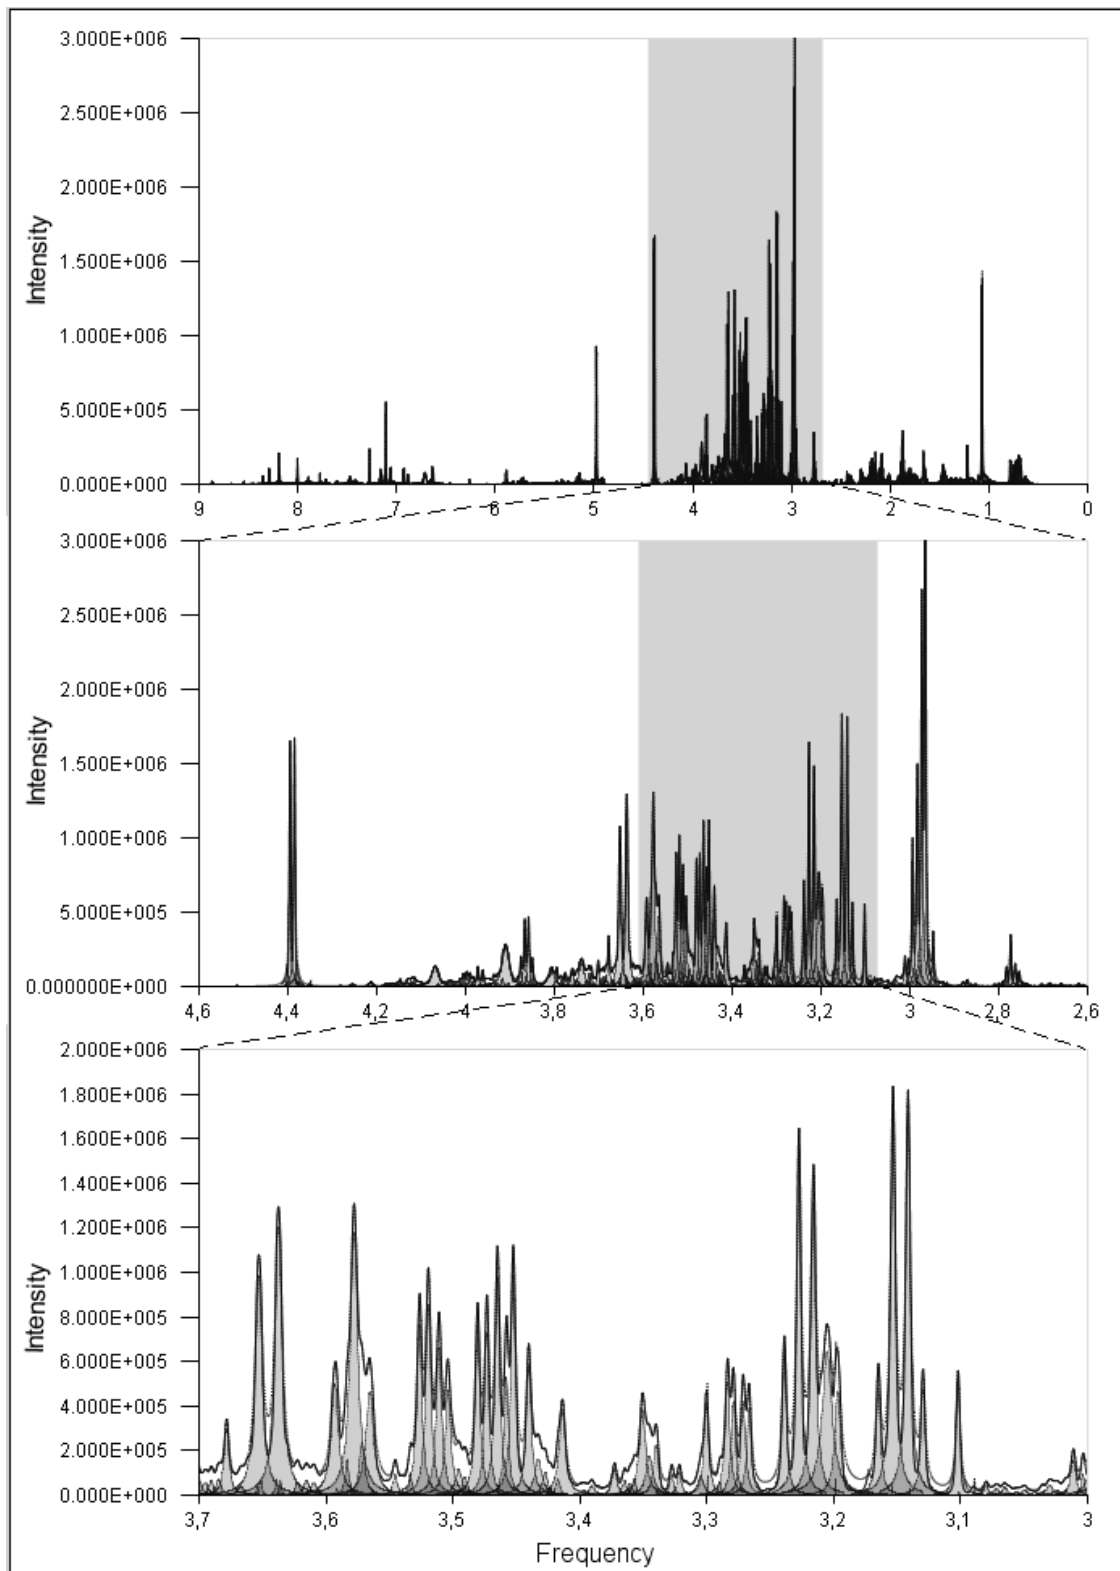 3.000E+006
2.500E+006
2.000E+006
1.500E+006
1.000E+006
5.000E+005
0.000E+000
Intensity
9 8 7 6 5 4 3 2 1 0
3.000E+006
2.500E+006
2.000E+006
1.500E+006
1.000E+006
5.000E+005
0.000000E+000
Intensity
4,6 4,4 4,2 4 3,8 3,6 3,4 3,2 3 2,8 2,6
2.000E+006
1.800E+006
1.600E+006
1.400E+006
1.200E+006
1.000E+006
8.000E+005
6.000E+005
4.000E+005
2.000E+005
0.000E+000
Intensity
3,7 3,6 3,5 3,4 3,3 3,2 3,1 3
Frequency